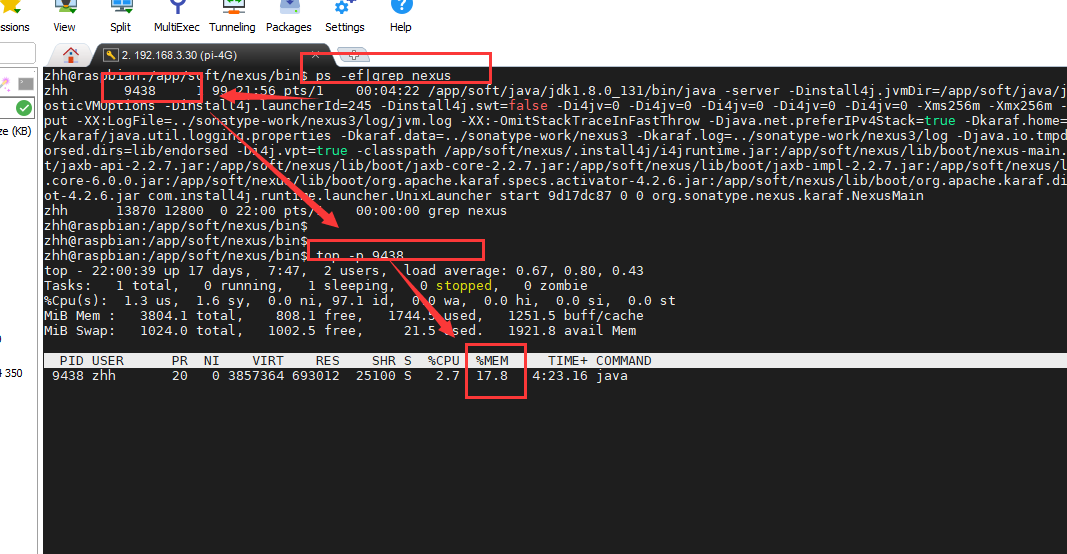 ssions View Split MultiExec Tunneling Packages Settings Help
2. 192.168.3.30 (pi-4G)
ze (KB)
4 350
zhh@raspbian:/app/soft/nexus/bin$ ps -ef|grep nexus
zhh 9438 1 99 21:56 pts/1 00:04:22 /app/soft/java/jdk1.8.0_131/bin/java -server -Dinstall4j.jvmDir=/app/soft/java/j
osticVMOptions -Dinstall4j.launcherId=245 -Dinstall4j.swt=false -Di4jv=0 -Di4jv=0 -Di4jv=0 -Di4jv=0 -Di4jv=0 -Xms256m -Xmx256m -
put -XX:LogFile=../sonatype-work/nexus3/log/jvm.log -XX:-OmitStackTraceInFastThrow -Djava.net.preferIPv4Stack=true -Dkaraf.home=
c/karaf/java.util.logging.properties -Dkaraf.data=../sonatype-work/nexus3 -Dkaraf.log=../sonatype-work/nexus3/log -Djava.io.tmpd
orsed.dirs=lib/endorsed -Di4j.vpt=true -classpath /app/soft/nexus/.install4j/i4jruntime.jar:/app/soft/nexus/lib/boot/nexus-main.
t/jaxb-api-2.2.7.jar:/app/soft/nexus/lib/boot/jaxb-core-2.2.7.jar:/app/soft/nexus/lib/boot/jaxb-impl-2.2.7.jar:/app/soft/nexus/l
.core-6.0.0.jar:/app/soft/nexus/lib/boot/org.apache.karaf.specs.activator-4.2.6.jar:/app/soft/nexus/lib/boot/org.apache.karaf.di
ot-4.2.6.jar com.install4j.runtime.launcher.UnixLauncher start 9d17dc87 0 0 org.sonatype.nexus.karaf.NexusMain
zhh 13870 12800 0 22:00 pts/ 00:00:00 grep nexus
zhh@raspbian:/app/soft/nexus/bin$
zhh@raspbian:/app/soft/nexus/bin$
zhh@raspbian:/app/soft/nexus/bin$ top -p 9438
top - 22:00:39 up 17 days, 7:47, 2 users, load average: 0.67, 0.80, 0.43
Tasks: 1 total, 0 running, 1 sleeping, 0 stopped, 0 zombie
%Cpu(s): 1.3 us, 1.6 sy, 0.0 ni, 97.1 id, 0.0 wa, 0.0 hi, 0.0 si, 0.0 st
MiB Mem : 3804.1 total, 808.1 free, 1744.5 used, 1251.5 buff/cache
MiB Swap: 1024.0 total, 1002.5 free, 21.5 used. 1921.8 avail Mem
PID USER PR NI VIRT RES SHR S %CPU %MEM TIME+ COMMAND
9438 zhh 20 0 3857364 693012 25100 S 2.7 17.8 4:23.16 java